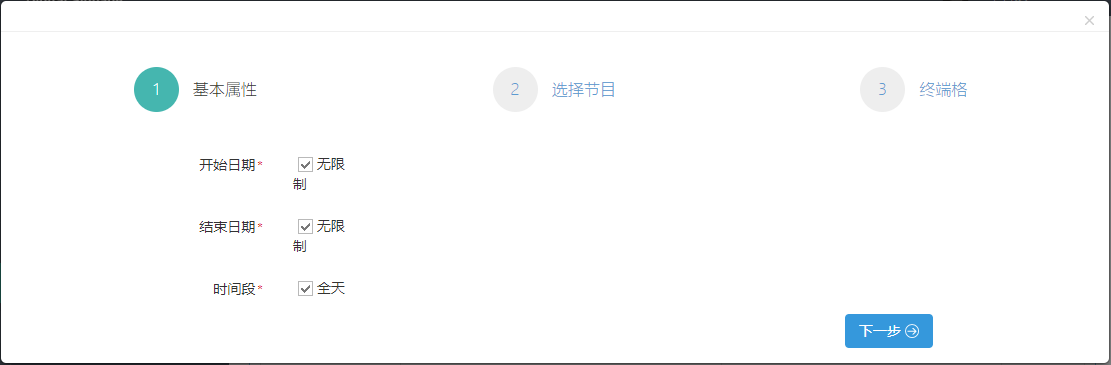 1 基本属性
2 选择节目
3 终端格
开始日期* 无限
制
结束日期* 无限
制
时间段* 全天
下一步